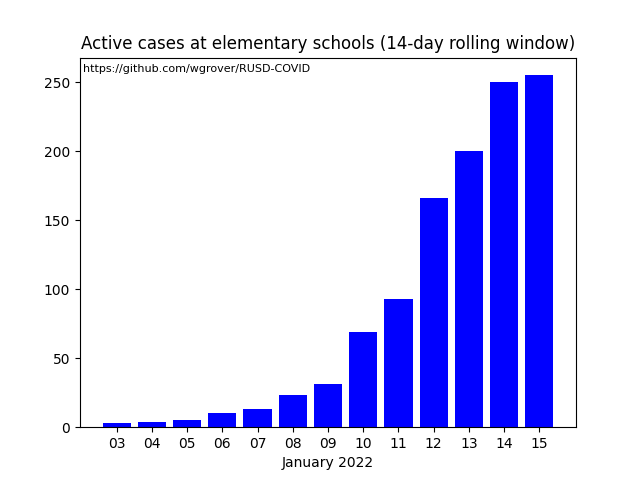 Active cases at elementary schools (14-day rolling window)
https://github.com/wgrover/RUSD-COVID
250
200
150
100
50
0
03 04 05 06 07 08 09 10 11 12 13 14 15
January 2022